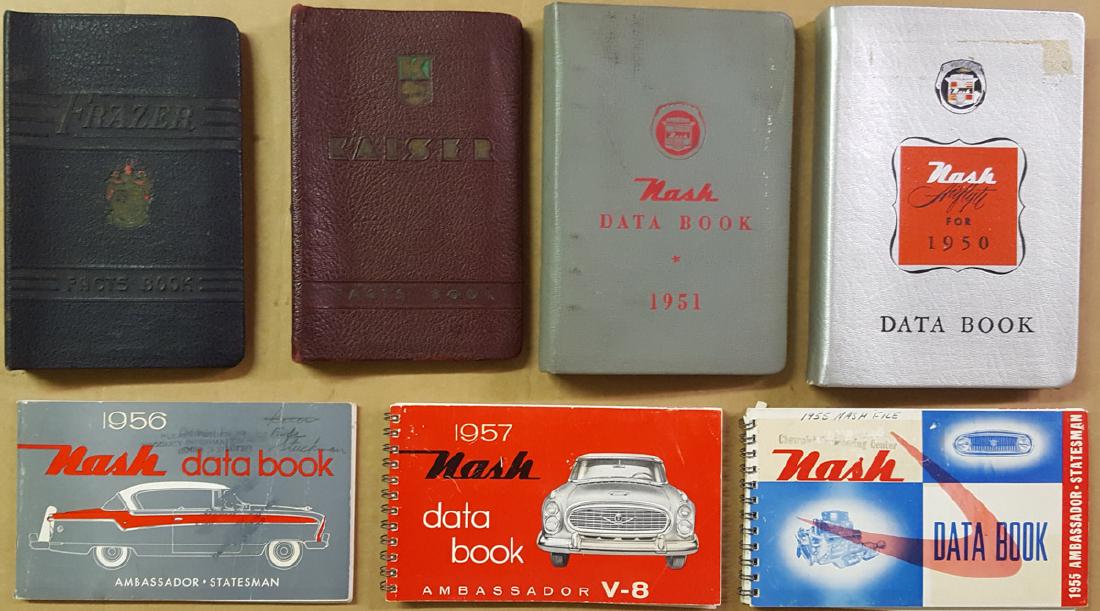 FRAZER
FACTS BOOK
K
KAISER
FACTS BOOK
Nash
DATA BOOK
*
1951
Nash
Airflyte
FOR
1950
DATA BOOK
1956
Nash data book
AMBASSADOR • STATESMAN
1957
Nash
data
book
AMBASSADOR V-8
1955 NASH FILE
Nash
DATA BOOK
1955 AMBASSADOR • STATESMAN